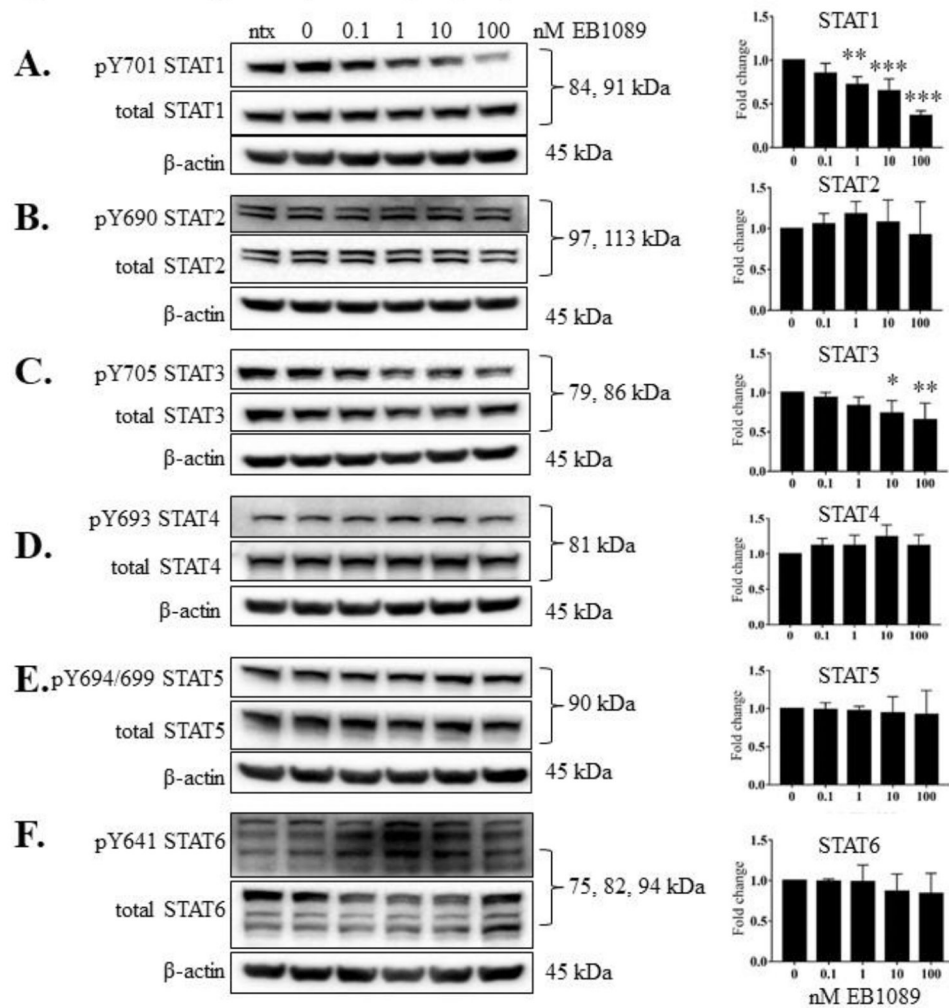 ntx 0 0.1 1 10 100 nM EB1089
A. pY701 STAT1
total STAT1
84, 91 kDa
β-actin
45 kDa
STAT1
Fold change
1.5
1.0
0.5
0.0
** *** ***
0 0.1 1 10 100
B. pY690 STAT2
total STAT2
97, 113 kDa
β-actin
45 kDa
STAT2
Fold change
1.5
1.0
0.5
0.0
0 0.1 1 10 100
C. pY705 STAT3
total STAT3
79, 86 kDa
β-actin
45 kDa
STAT3
Fold change
1.5
1.0
0.5
0.0
* **
0 0.1 1 10 100
D. pY693 STAT4
total STAT4
81 kDa
β-actin
45 kDa
STAT4
Fold change
1.5
1.0
0.5
0.0
0 0.1 1 10 100
E. pY694/699 STAT5
total STAT5
90 kDa
β-actin
45 kDa
STAT5
Fold change
1.5
1.0
0.5
0.0
0 0.1 1 10 100
F. pY641 STAT6
total STAT6
75, 82, 94 kDa
β-actin
45 kDa
STAT6
Fold change
1.5
1.0
0.5
0.0
0 0.1 1 10 100
nM EB1089